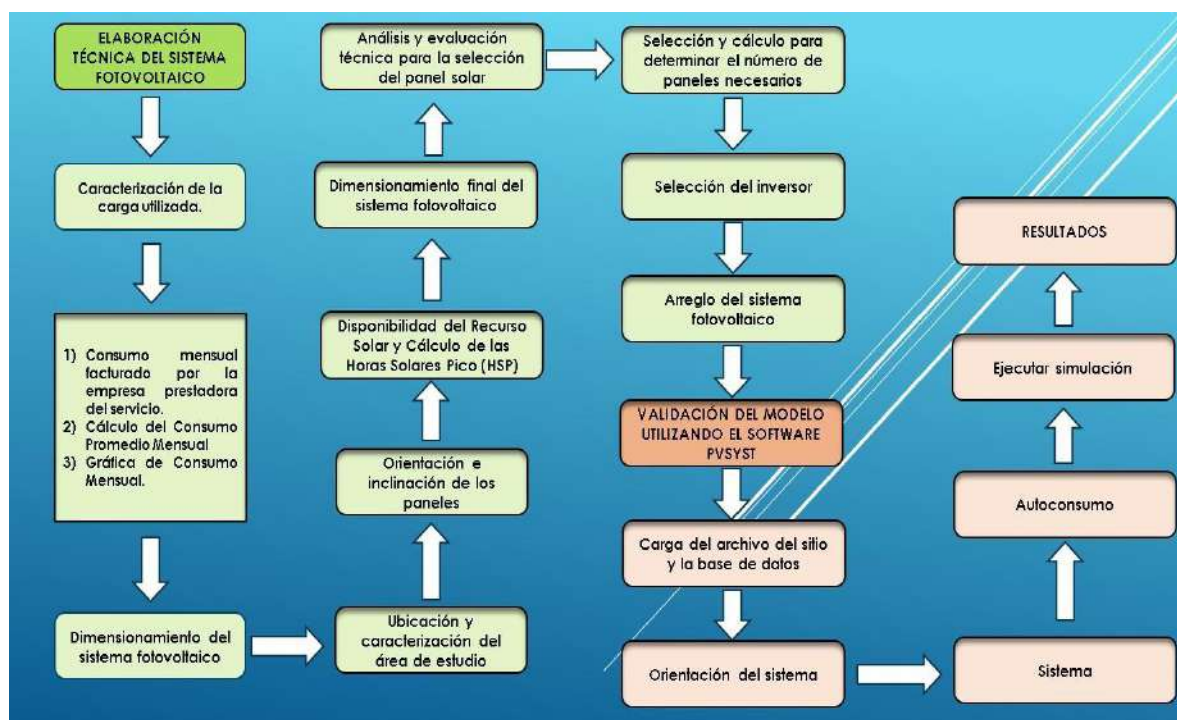 ELABORACIÓN
TÉCNICA DEL SISTEMA
FOTOVOLTAICO
Caracterización de la
carga utilizada.
1) Consumo mensual
facturado por la
empresa prestadora
del servicio.
2) Cálculo del Consumo
Promedio Mensual
3) Gráfica de Consumo
Mensual.
Dimensionamiento del
sistema fotovoltaico
Ubicación y
caracterización del
área de estudio
Orientación e
inclinación de los
paneles
Disponibilidad del Recurso
Solar y Cálculo de las
Horas Solares Pico (HSP)
Dimensionamiento final del
sistema fotovoltaico
Análisis y evaluación
técnica para la selección
del panel solar
Selección y cálculo para
determinar el número de
paneles necesarios
Selección del inversor
Arreglo del sistema
fotovoltaico
VALIDACIÓN DEL MODELO
UTILIZANDO EL SOFTWARE
PVSYST
Carga del archivo del sitio
y la base de datos
Orientación del sistema
Sistema
Autoconsumo
Ejecutar simulación
RESULTADOS